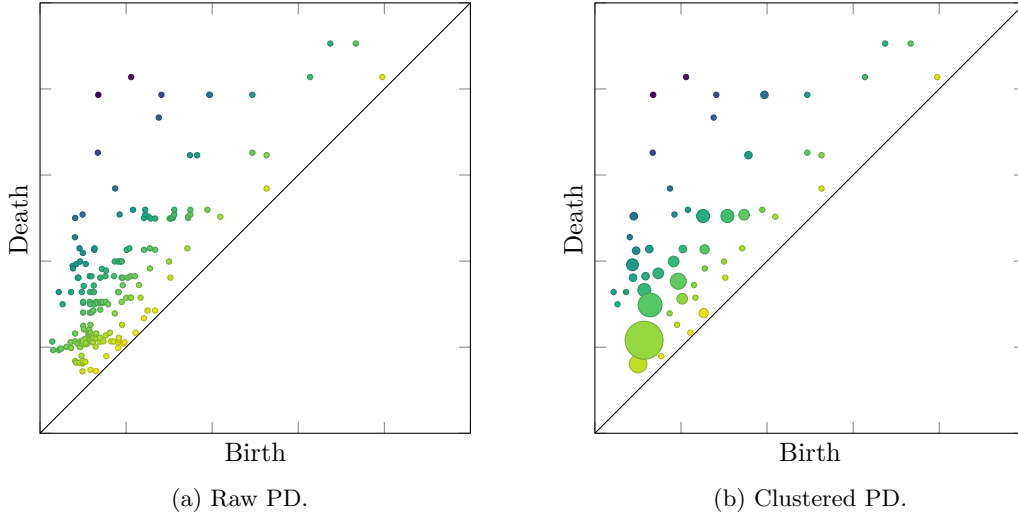 Death
Birth
(a) Raw PD.
Death
Birth
(b) Clustered PD.